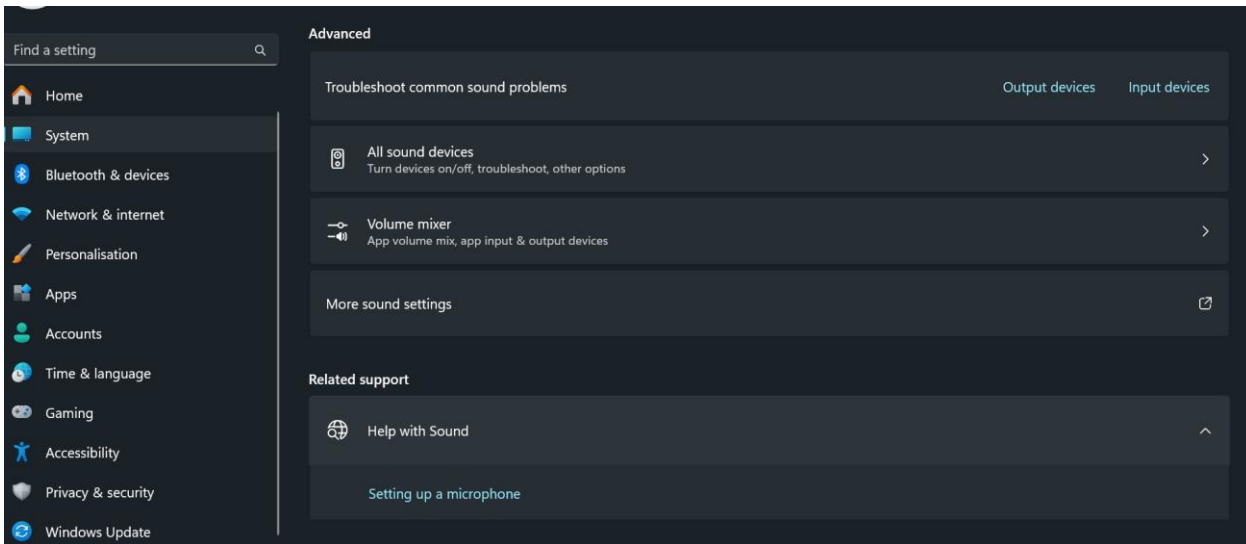 Find a setting
Home
System
Bluetooth & devices
Network & internet
Personalisation
Apps
Accounts
Time & language
Gaming
Accessibility
Privacy & security
Windows Update
Advanced
Troubleshoot common sound problems Output devices Input devices
All sound devices
Turn devices on/off, troubleshoot, other options
Volume mixer
App volume mix, app input & output devices
More sound settings
Related support
Help with Sound
Setting up a microphone